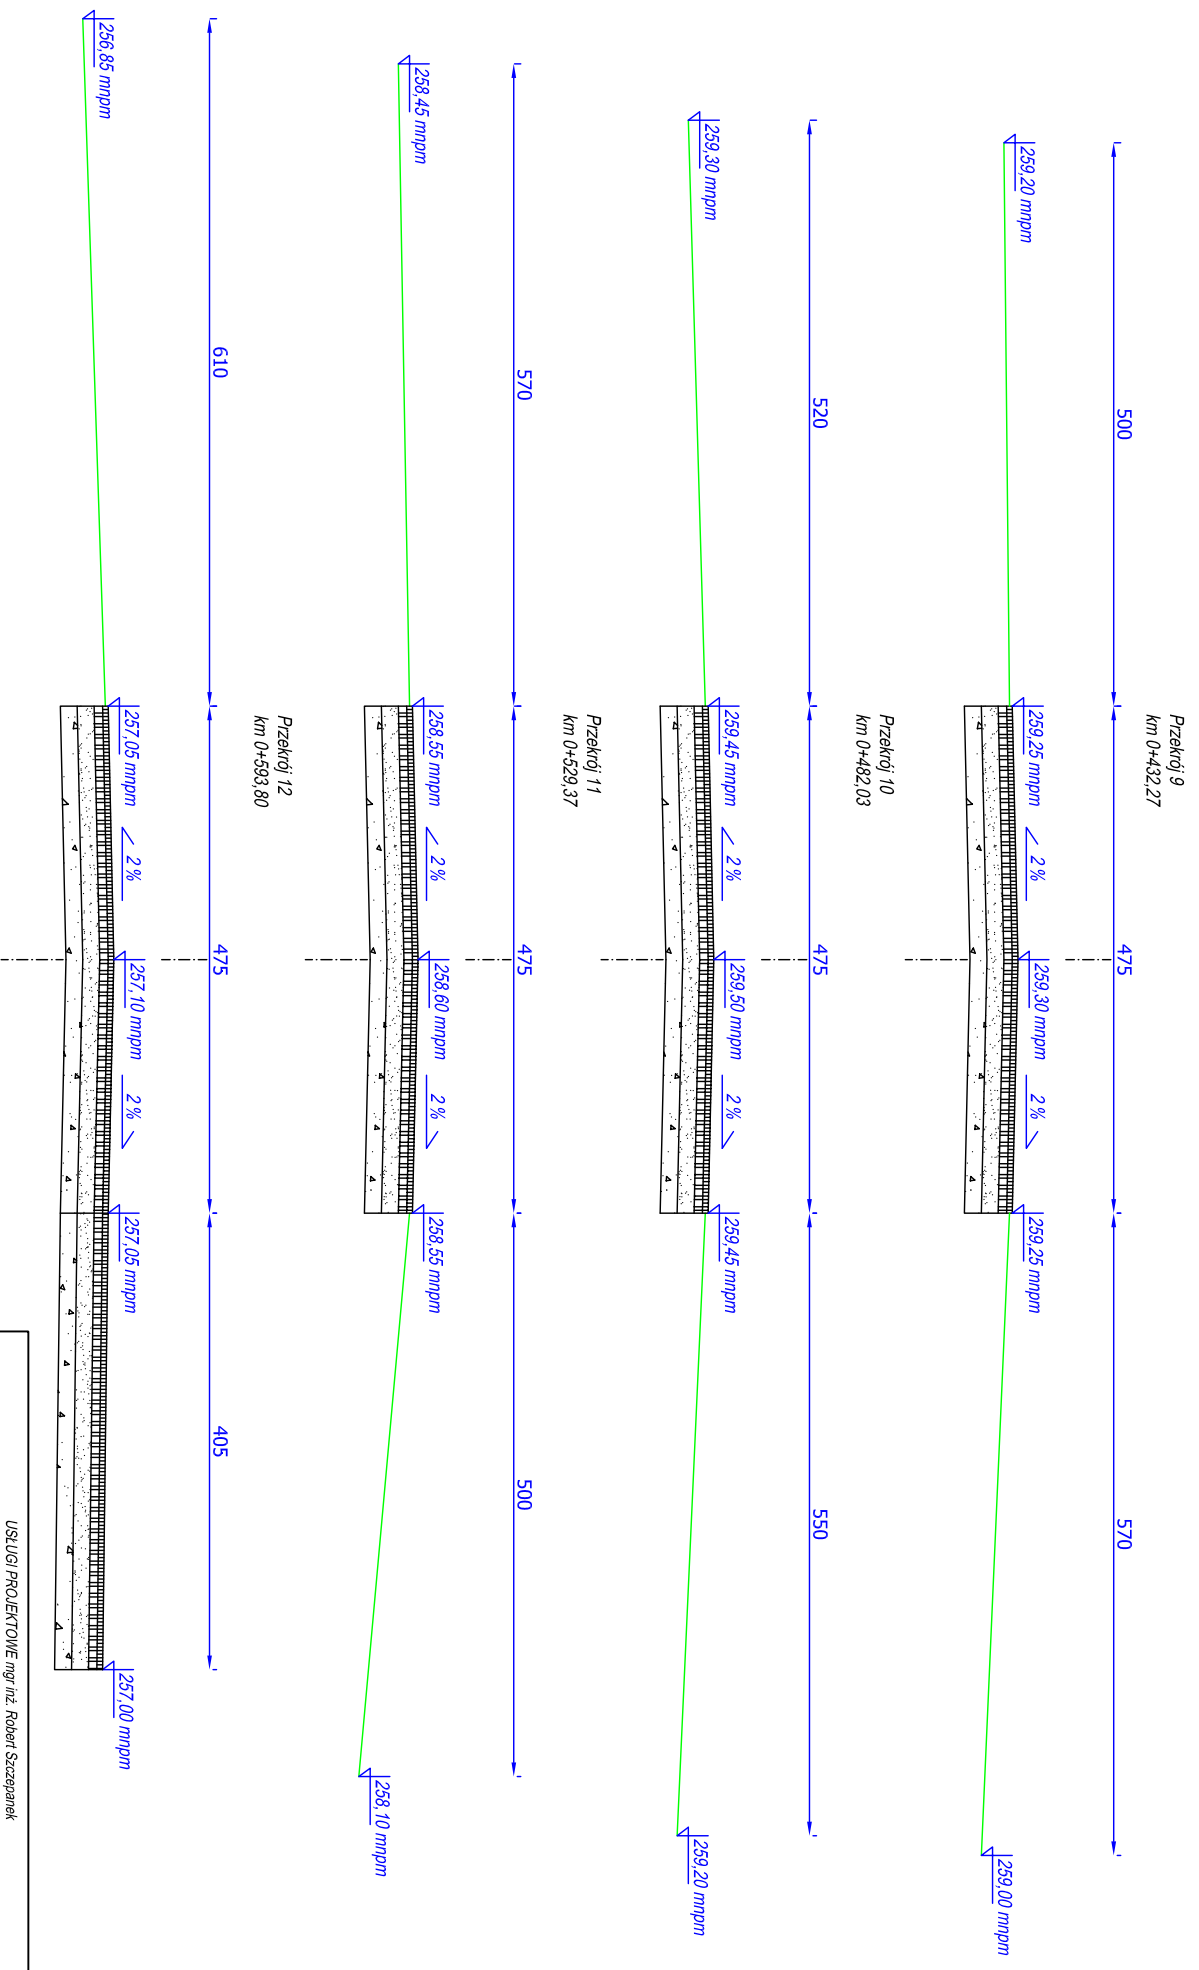 Przekrój 9
km 0+432,27
500
475
570
259,20 mnpm
259,25 mnpm
2 %
259,30 mnpm
2 %
259,25 mnpm
259,00 mnpm
Przekrój 10
km 0+482,03
520
475
550
259,30 mnpm
259,45 mnpm
2 %
259,50 mnpm
2 %
259,45 mnpm
259,20 mnpm
Przekrój 11
km 0+529,37
570
475
500
258,45 mnpm
258,55 mnpm
2 %
258,60 mnpm
2 %
258,55 mnpm
258,10 mnpm
Przekrój 12
km 0+593,80
610
475
405
256,85 mnpm
257,05 mnpm
2 %
257,10 mnpm
2 %
257,05 mnpm
257,00 mnpm
USŁUGI PROJEKTOWE mgr inż. Robert Szczepanek